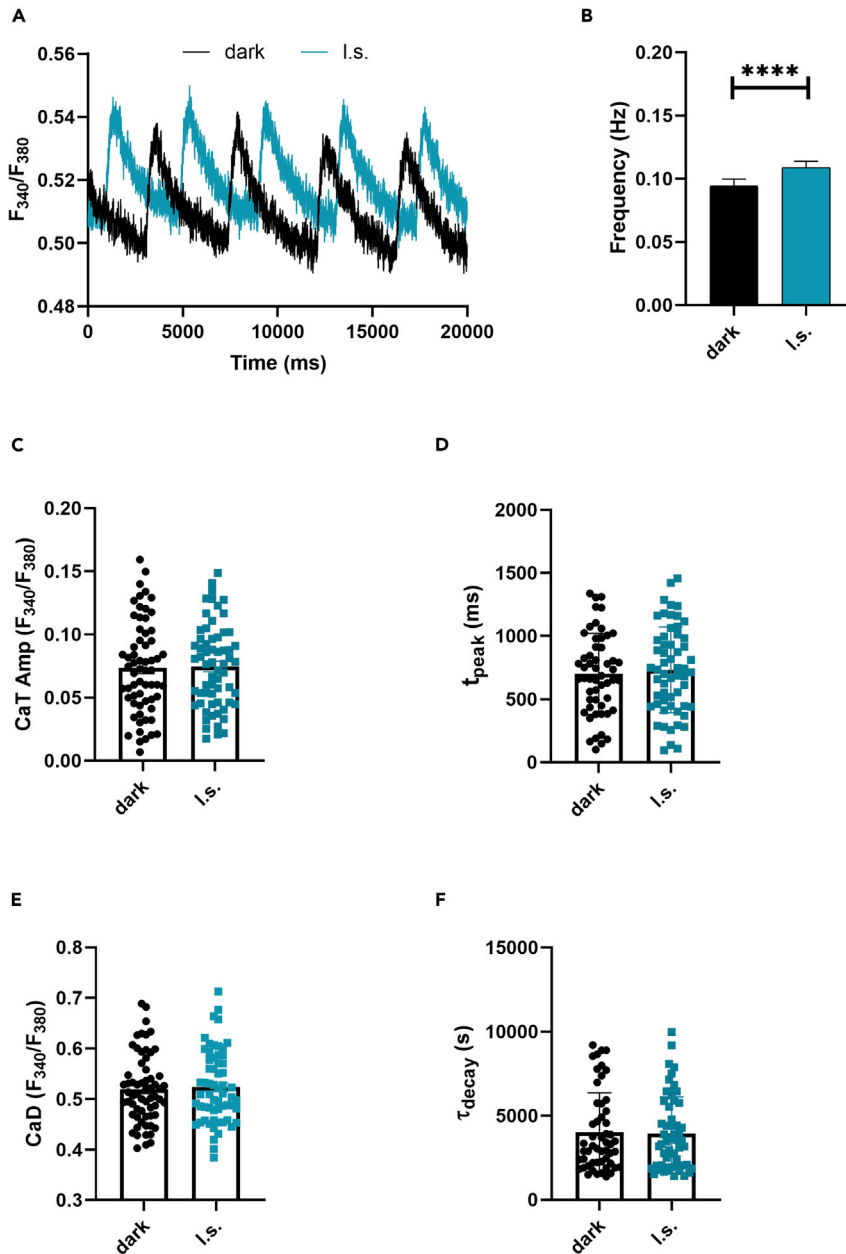 A
dark
l.s.
0.56
0.54
0.52
0.50
0.48
F340/F380
0
5000
10000
15000
20000
Time (ms)
B
0.20
0.15
0.10
0.05
0.00
Frequency (Hz)
****
dark
l.s.
C
0.20
0.15
0.10
0.05
0.00
CaT Amp (F340/F380)
dark
l.s.
D
2000
1500
1000
500
0
tpeak (ms)
dark
l.s.
E
0.8
0.7
0.6
0.5
0.4
0.3
CaD (F340/F380)
dark
l.s.
F
15000
10000
5000
0
τdecay (s)
dark
l.s.